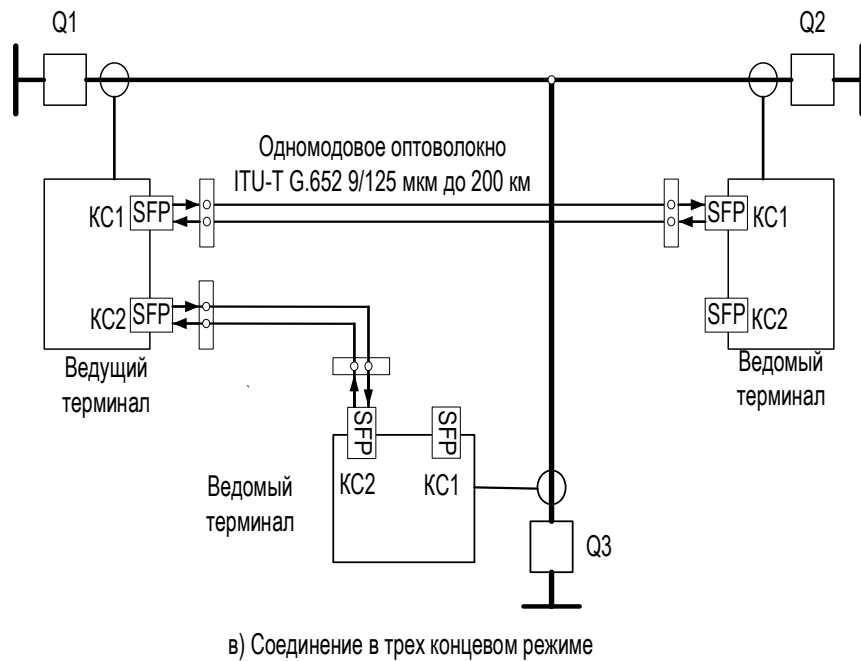 Q1
Q2
Одномодовое оптоволокно
ITU-T G.652 9/125 мкм до 200 км
КС1
SFP
SFP
КС1
КС2
SFP
SFP
КС2
Ведущий
терминал
Ведомый
терминал
SFP
SFP
КС2
КС1
Ведомый
терминал
Q3
в) Соединение в трех концевом режиме